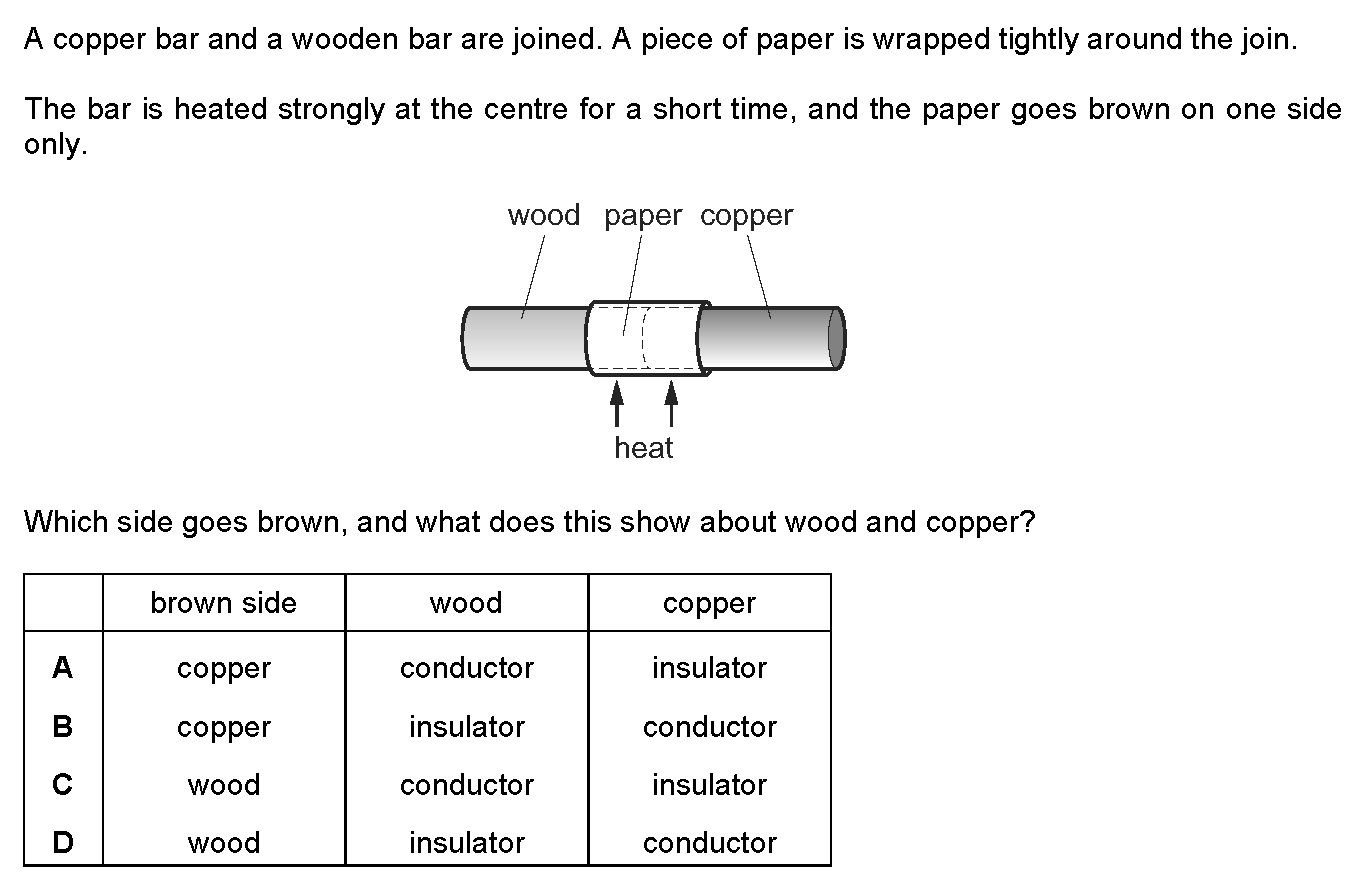 A copper bar and a wooden bar are joined. A piece of paper is wrapped tightly around the join.
The bar is heated strongly at the centre for a short time, and the paper goes brown on one side
only.
wood paper copper
heat
Which side goes brown, and what does this show about wood and copper?
brown side wood copper
A copper conductor insulator
B copper insulator conductor
C wood conductor insulator
D wood insulator conductor